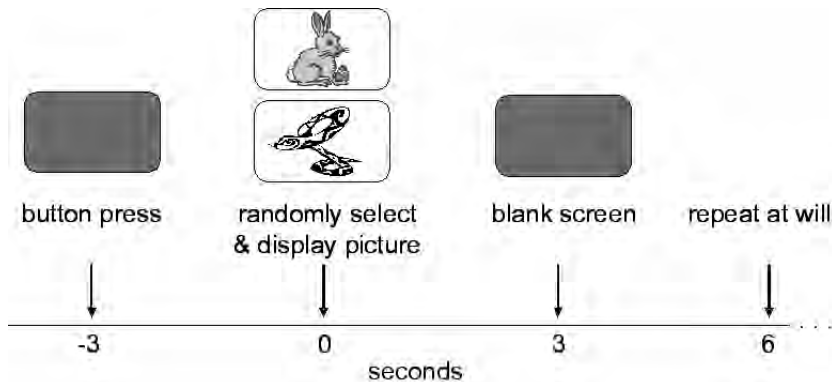 button press
randomly select
& display picture
blank screen
repeat at will
-3
0
3
6
seconds